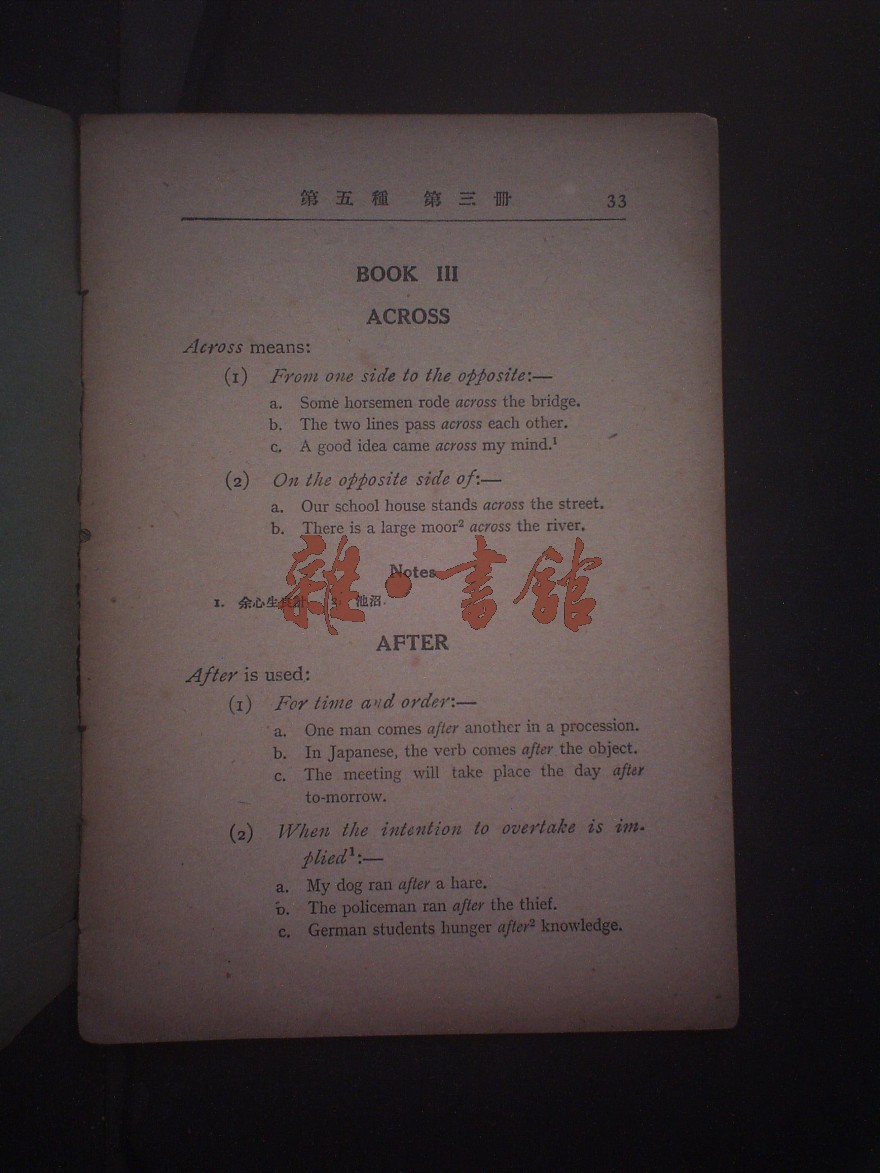 第五種 第三冊 33
BOOK III
ACROSS
Across means:
(1) From one side to the opposite:—
a. Some horsemen rode across the bridge.
b. The two lines pass across each other.
c. A good idea came across my mind.¹
(2) On the opposite side of:—
a. Our school house stands across the street.
b. There is a large moor² across the river.
Notes
1. 余心生良計 2. 池沼.
雜·書館
AFTER
After is used:
(1) For time and order:—
a. One man comes after another in a procession.
b. In Japanese, the verb comes after the object.
c. The meeting will take place the day after
to-morrow.
(2) When the intention to overtake is im-
plied¹:—
a. My dog ran after a hare.
b. The policeman ran after the thief.
c. German students hunger after² knowledge.